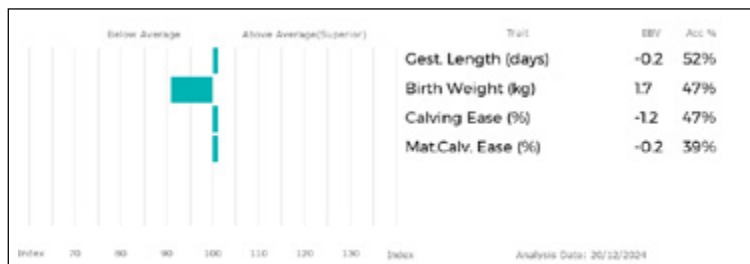 Below Average Above Average(Superior) Trait EBV Acc %
Gest. Length (days) -0.2 52%
Birth Weight (kg) 1.7 47%
Calving Ease (%) -1.2 47%
Mat.Calv. Ease (%) -0.2 39%
Index 70 80 90 100 110 120 130 Index Analysis Date: 20/12/2024